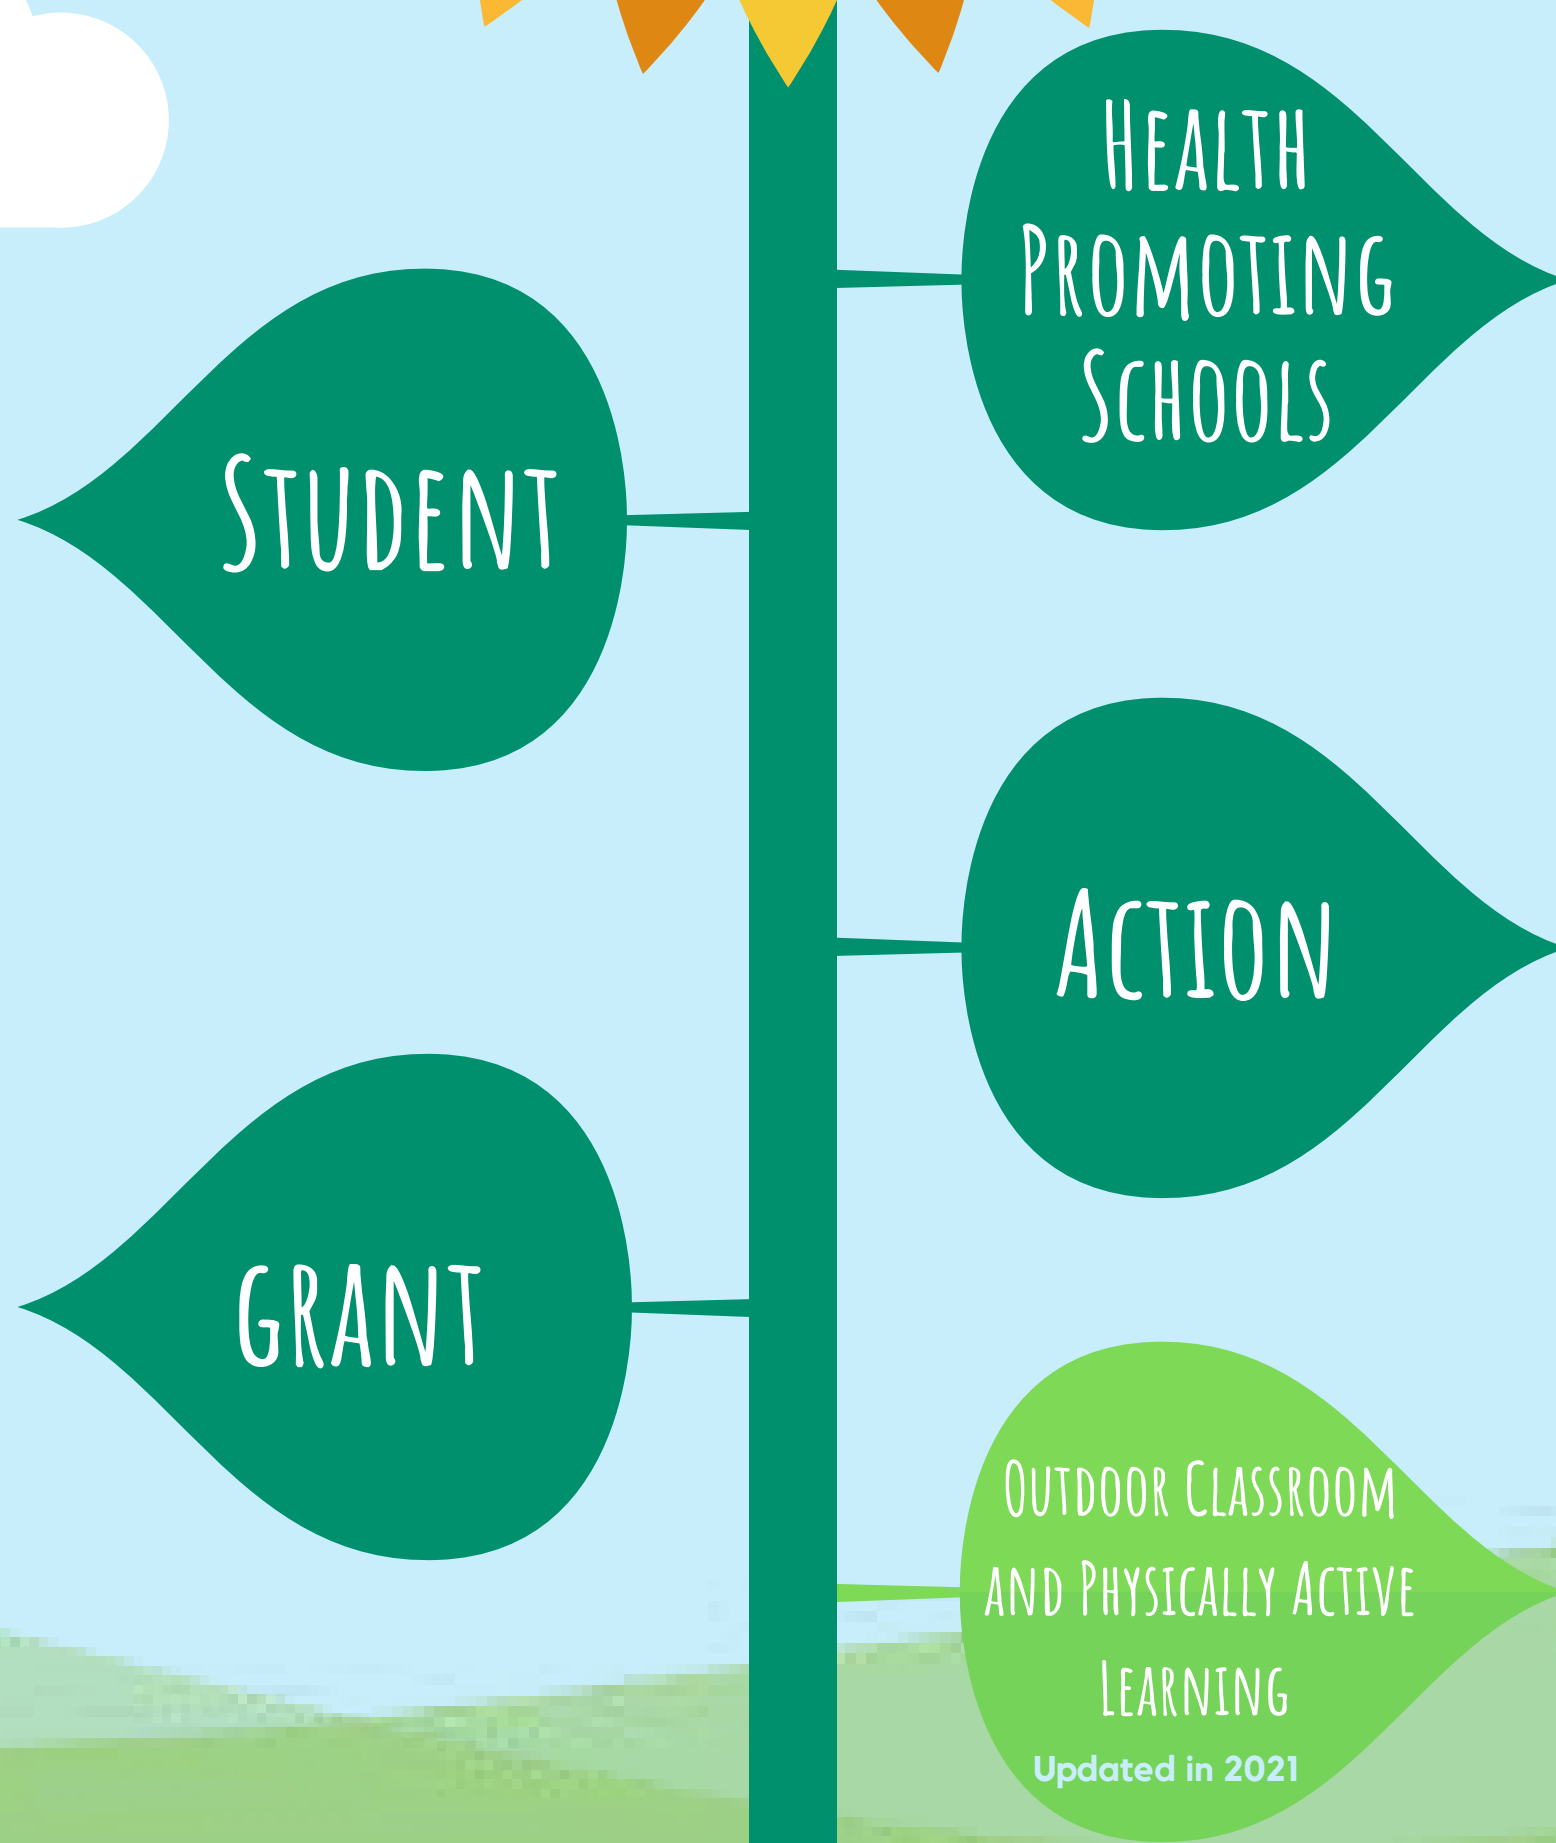 Health
Promoting
Schools
Student
Action
grant
Outdoor Classroom
and Physically Active
Learning
Updated in 2021